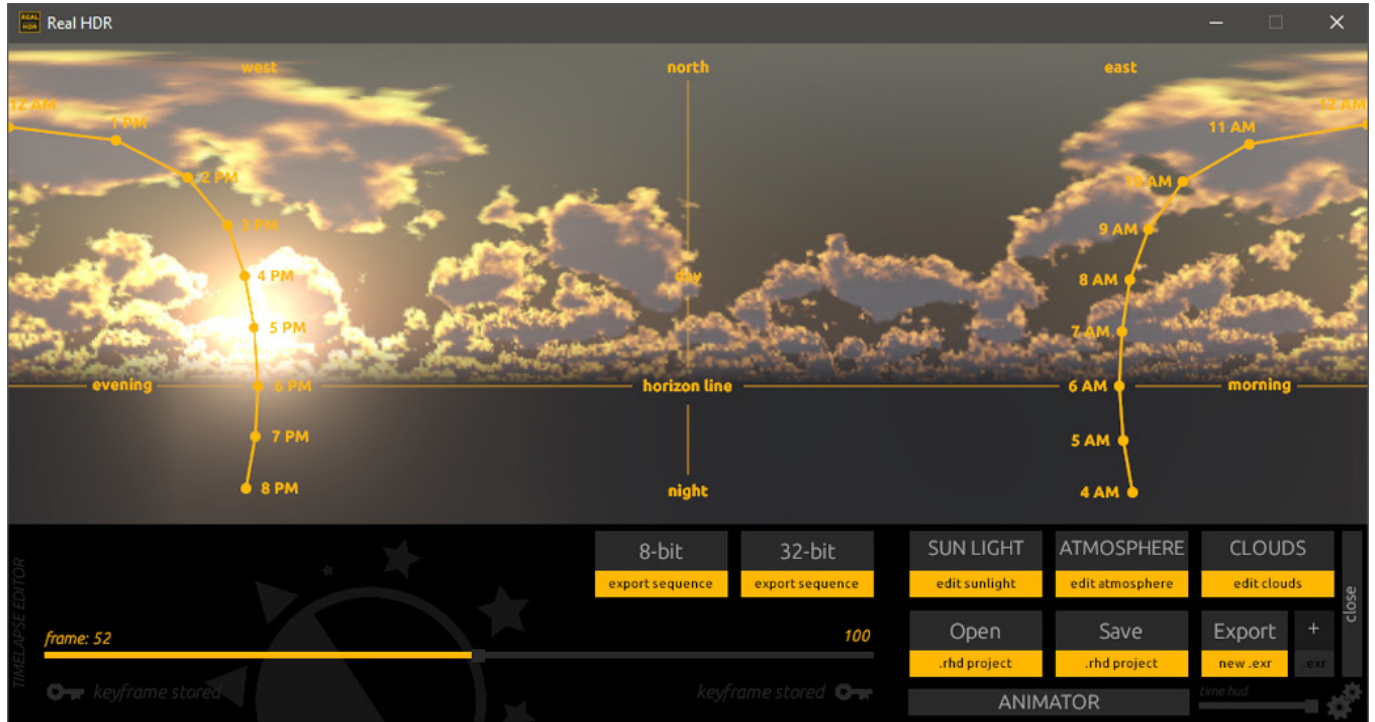 REAL HDR
Real HDR
west north east
12 AM 12 AM
1 PM 11 AM
2 PM 10 AM
3 PM 9 AM
4 PM day 8 AM
5 PM 7 AM
evening 6 PM horizon line 6 AM morning
7 PM 5 AM
8 PM night 4 AM
TIMELAPSE EDITOR
8-bit 32-bit SUN LIGHT ATMOSPHERE CLOUDS
export sequence export sequence edit sunlight edit atmosphere edit clouds
close
frame: 52 100 Open Save Export +
.rhd project .rhd project new .exr .exr
keyframe stored keyframe stored ANIMATOR time hud